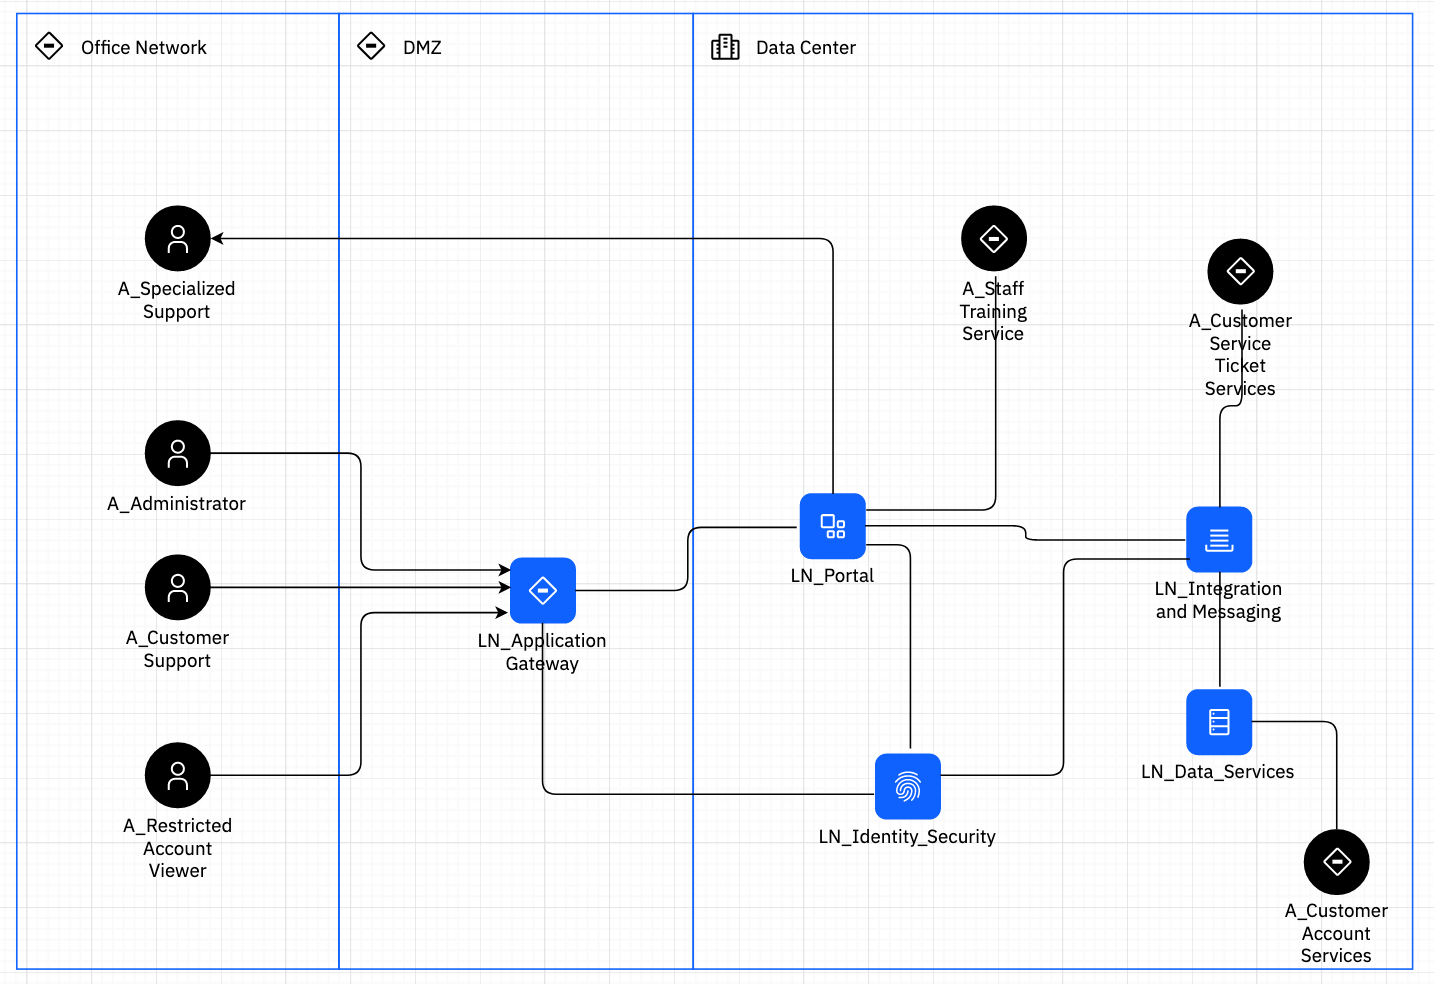 Office Network
DMZ
Data Center
A_Specialized
Support
A_Staff
Training
Service
A_Customer
Service
Ticket
Services
A_Administrator
LN_Portal
LN_Integration
and Messaging
A_Customer
Support
LN_Application
Gateway
LN_Data_Services
A_Restricted
Account
Viewer
LN_Identity_Security
A_Customer
Account
Services